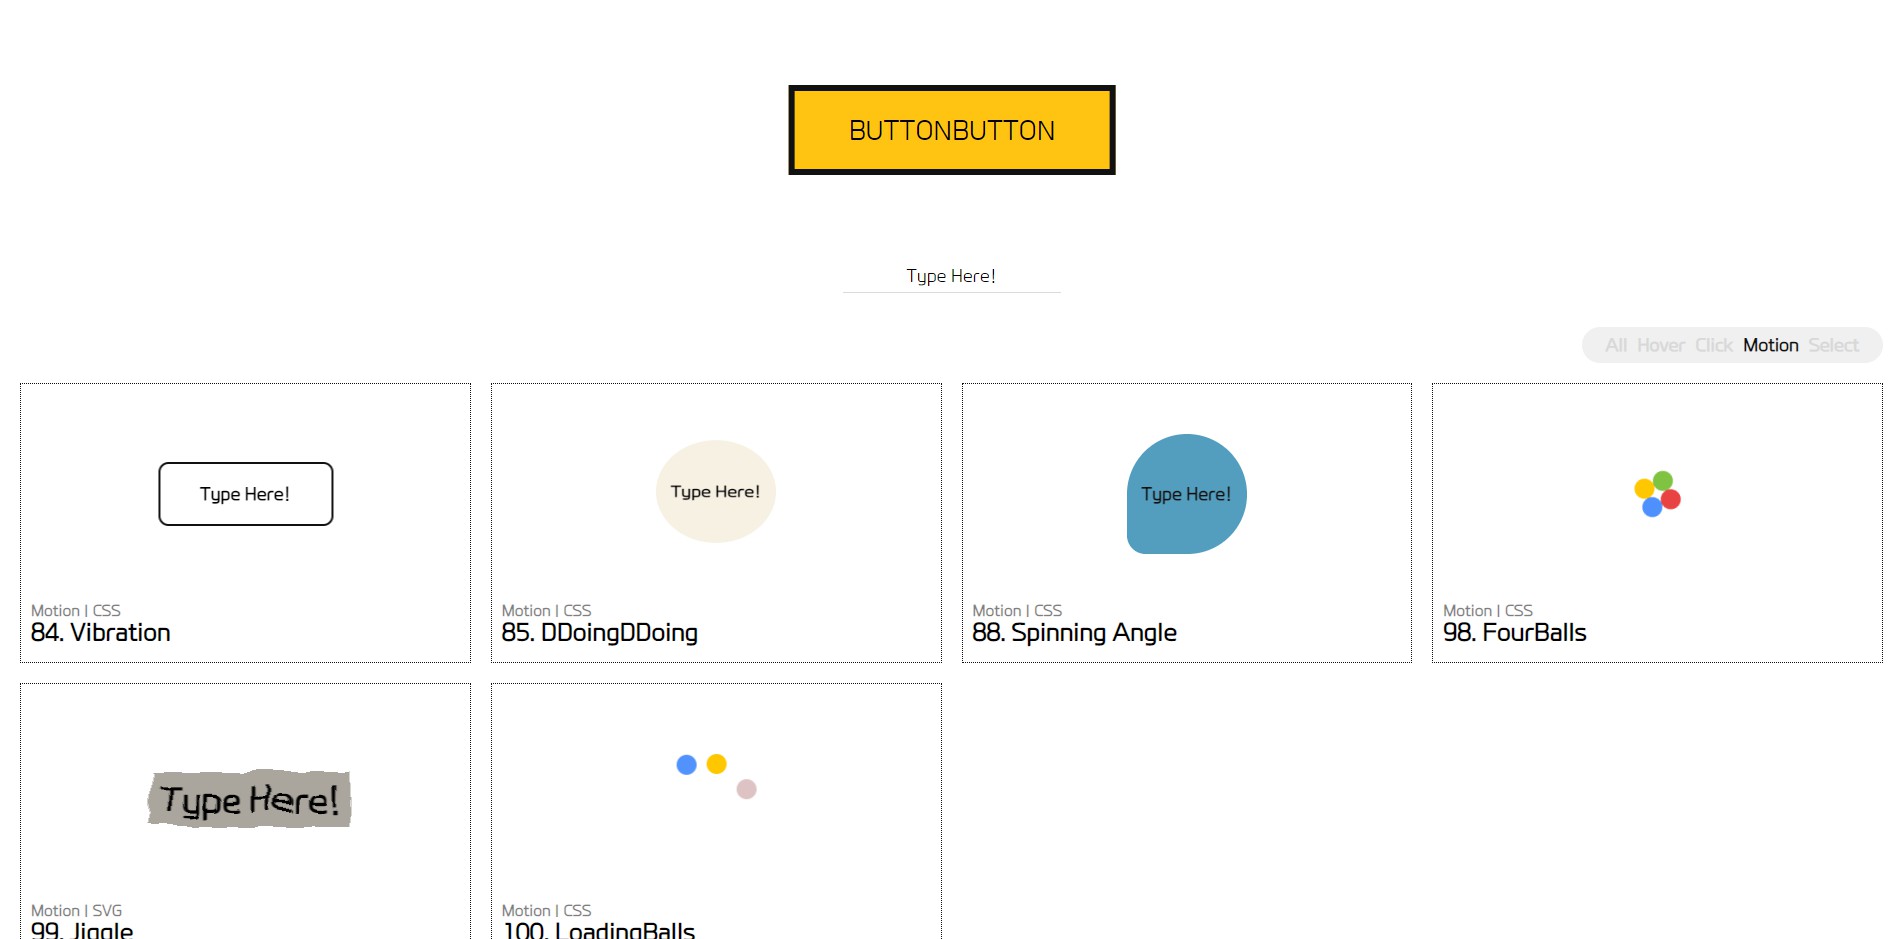 BUTTONBUTTON
Type Here!
All Hover Click Motion Select
Type Here!
Motion | CSS
84. Vibration
Type Here!
Motion | CSS
85. DDoingDDoing
Type Here!
Motion | CSS
88. Spinning Angle
Motion | CSS
98. FourBalls
Type Here!
Motion | SVG
99. Jiggle
Motion | CSS
100. LoadingBalls